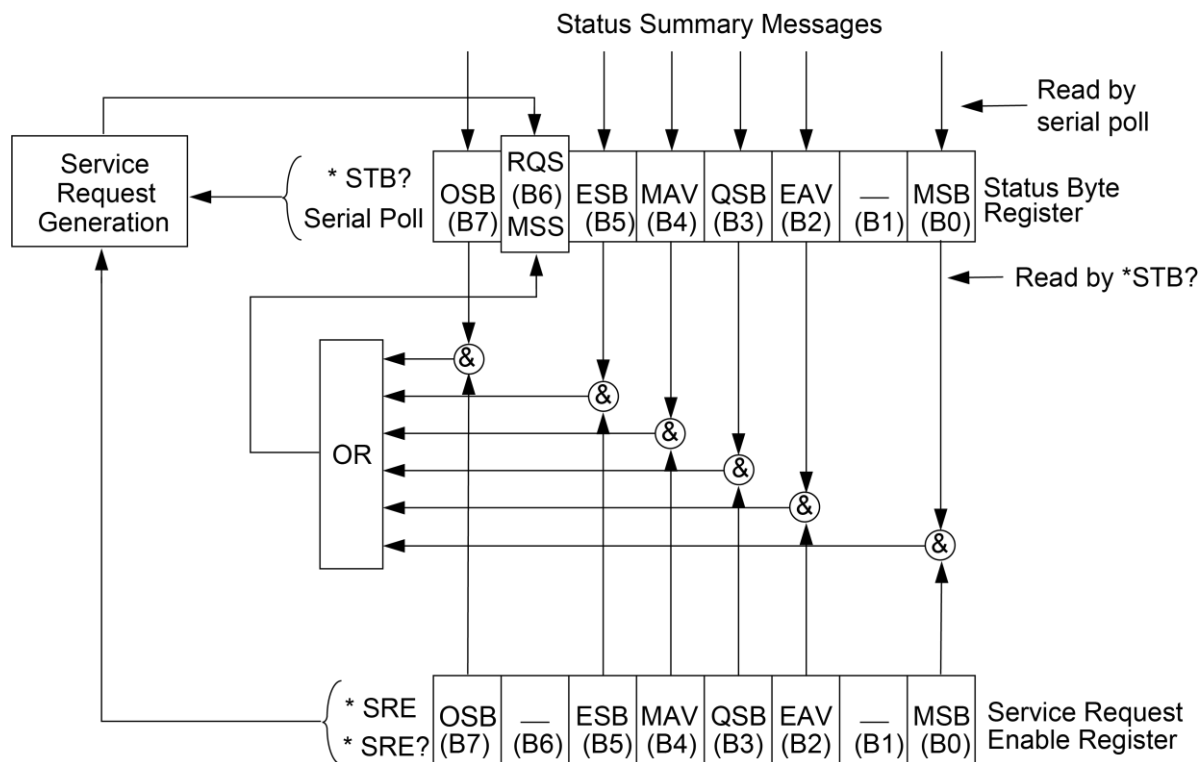 Status Summary Messages
Read by
serial poll
Service
Request
Generation
* STB?
Serial Poll
OSB
(B7)
RQS
(B6)
MSS
ESB
(B5)
MAV
(B4)
QSB
(B3)
EAV
(B2)
—
(B1)
MSB
(B0)
Status Byte
Register
Read by *STB?
&
&
&
&
&
&
OR
* SRE
* SRE?
OSB
(B7)
—
(B6)
ESB
(B5)
MAV
(B4)
QSB
(B3)
EAV
(B2)
—
(B1)
MSB
(B0)
Service Request
Enable Register